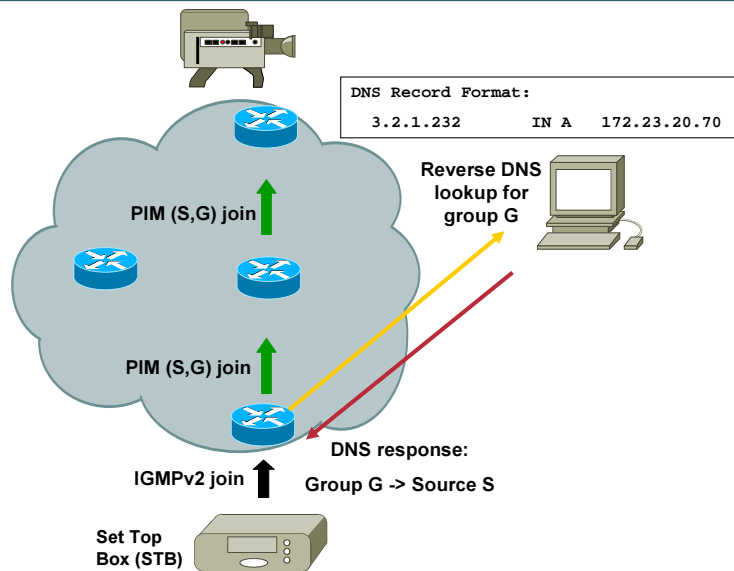 DNS Record Format:
3.2.1.232 IN A 172.23.20.70
Reverse DNS
lookup for
group G
PIM (S,G) join
PIM (S,G) join
DNS response:
IGMPv2 join
Group G -> Source S
Set Top
Box (STB)